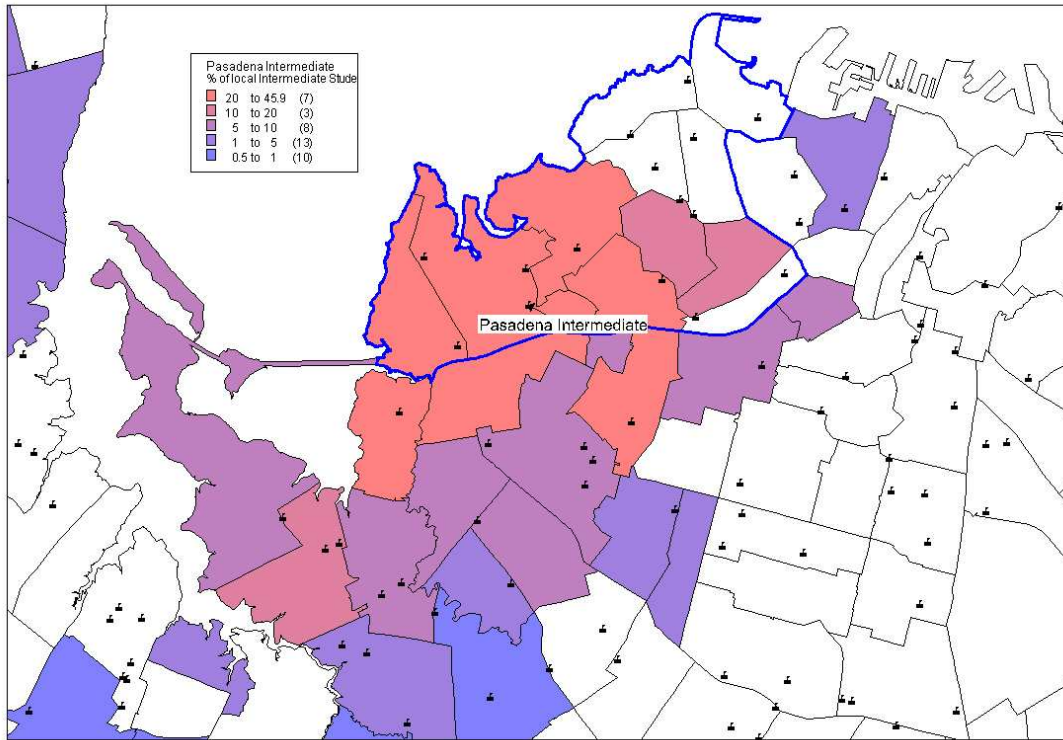 Pasadena Intermediate
% of local Intermediate Stude
20 to 45.9 (7)
10 to 20 (3)
5 to 10 (8)
1 to 5 (13)
0.5 to 1 (10)
Pasadena Intermediate